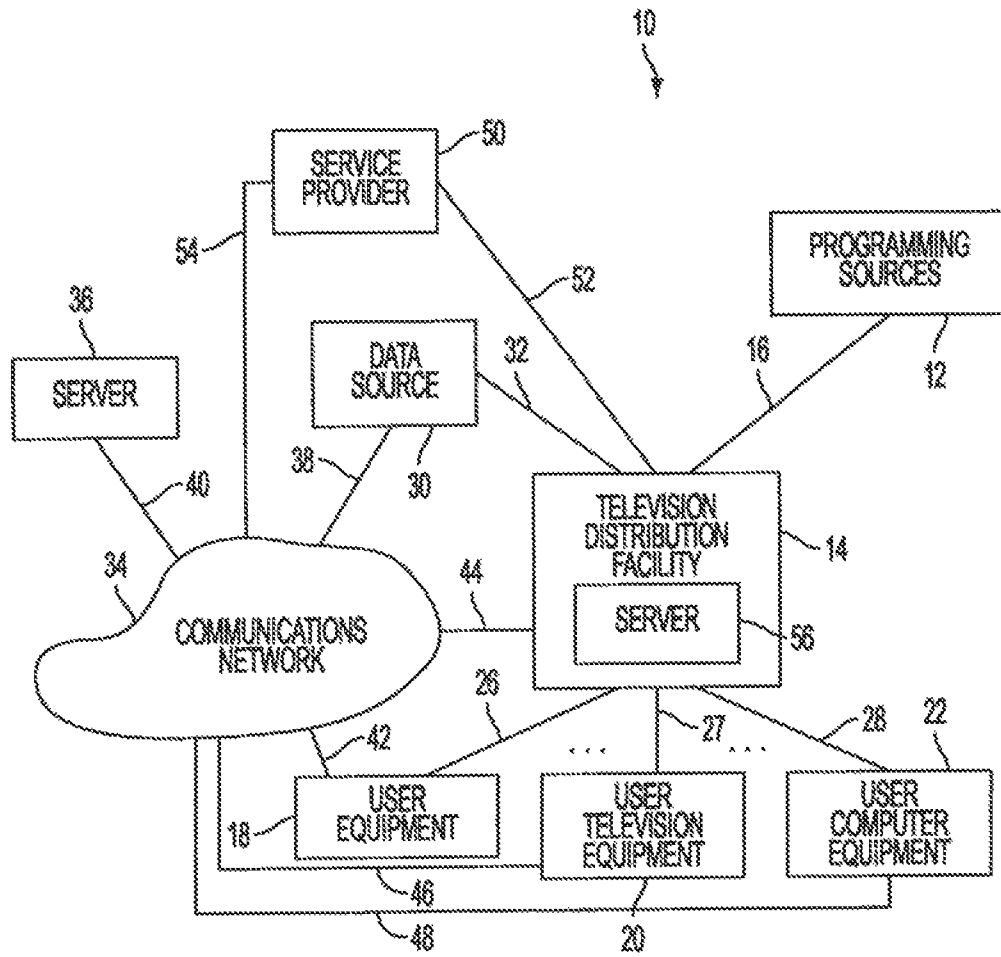 10
50
SERVICE
PROVIDER
54
52
PROGRAMMING
SOURCES
12
16
36
SERVER
40
DATA
SOURCE
32
38
30
TELEVISION
DISTRIBUTION
FACILITY
14
SERVER
56
34
COMMUNICATIONS
NETWORK
44
26
27
28
22
42
. . .
. . .
18
USER
EQUIPMENT
USER
TELEVISION
EQUIPMENT
USER
COMPUTER
EQUIPMENT
46
20
48